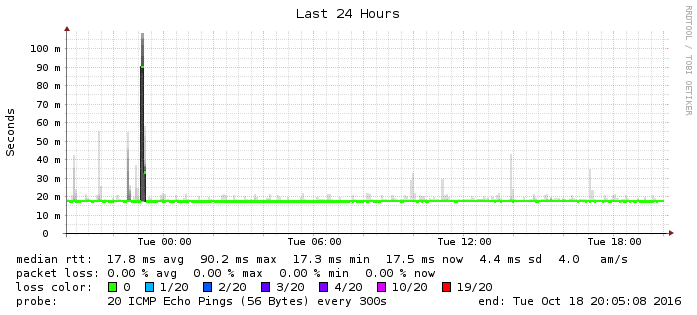 Last 24 Hours
RRDTOOL / TOBI OETIKER
Seconds
100 m
90 m
80 m
70 m
60 m
50 m
40 m
30 m
20 m
10 m
0
Tue 00:00 Tue 06:00 Tue 12:00 Tue 18:00
median rtt: 17.8 ms avg 90.2 ms max 17.3 ms min 17.5 ms now 4.4 ms sd 4.0 am/s
packet loss: 0.00 % avg 0.00 % max 0.00 % min 0.00 % now
loss color: 0 1/20 2/20 3/20 4/20 10/20 19/20
probe: 20 ICMP Echo Pings (56 Bytes) every 300s end: Tue Oct 18 20:05:08 2016